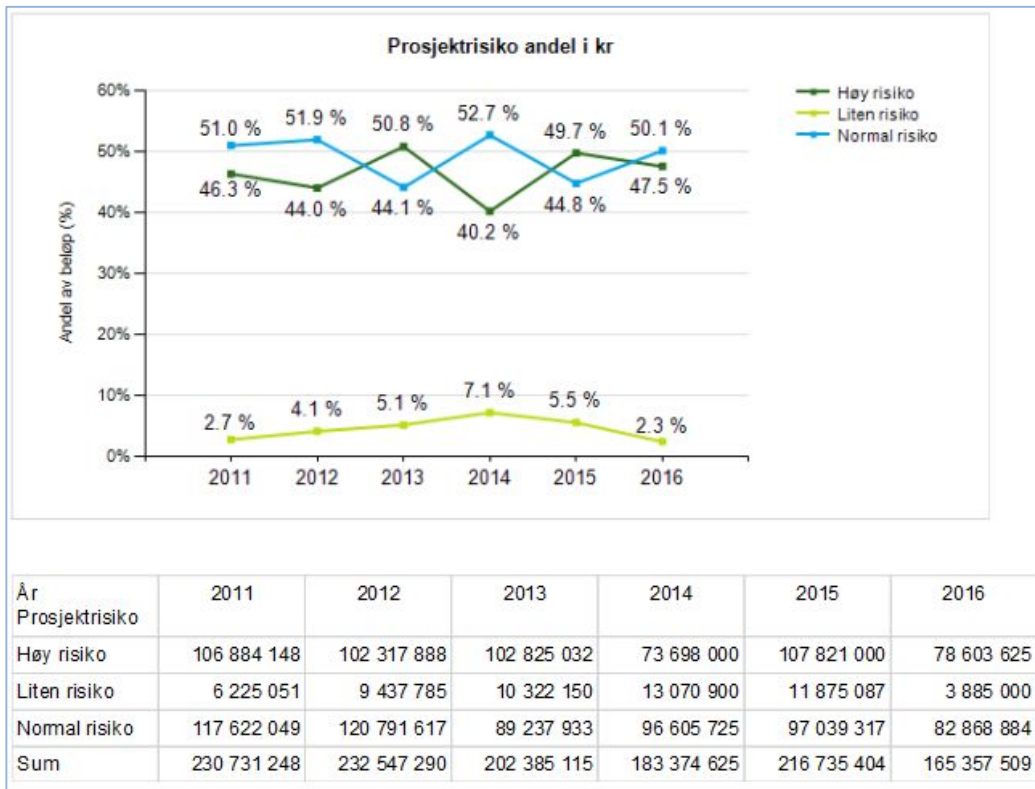 Prosjektrisiko andel i kr
Høy risiko
Liten risiko
Normal risiko
Andel av beløp (%)
60%
50%
40%
30%
20%
10%
0%
51.0 % 51.9 % 50.8 % 52.7 % 49.7 % 50.1 %
46.3 % 44.0 % 44.1 % 40.2 % 44.8 % 47.5 %
2.7 % 4.1 % 5.1 % 7.1 % 5.5 % 2.3 %
2011 2012 2013 2014 2015 2016
År 2011 2012 2013 2014 2015 2016
Prosjektrisiko
Høy risiko 106 884 148 102 317 888 102 825 032 73 698 000 107 821 000 78 603 625
Liten risiko 6 225 051 9 437 785 10 322 150 13 070 900 11 875 087 3 885 000
Normal risiko 117 622 049 120 791 617 89 237 933 96 605 725 97 039 317 82 868 884
Sum 230 731 248 232 547 290 202 385 115 183 374 625 216 735 404 165 357 509